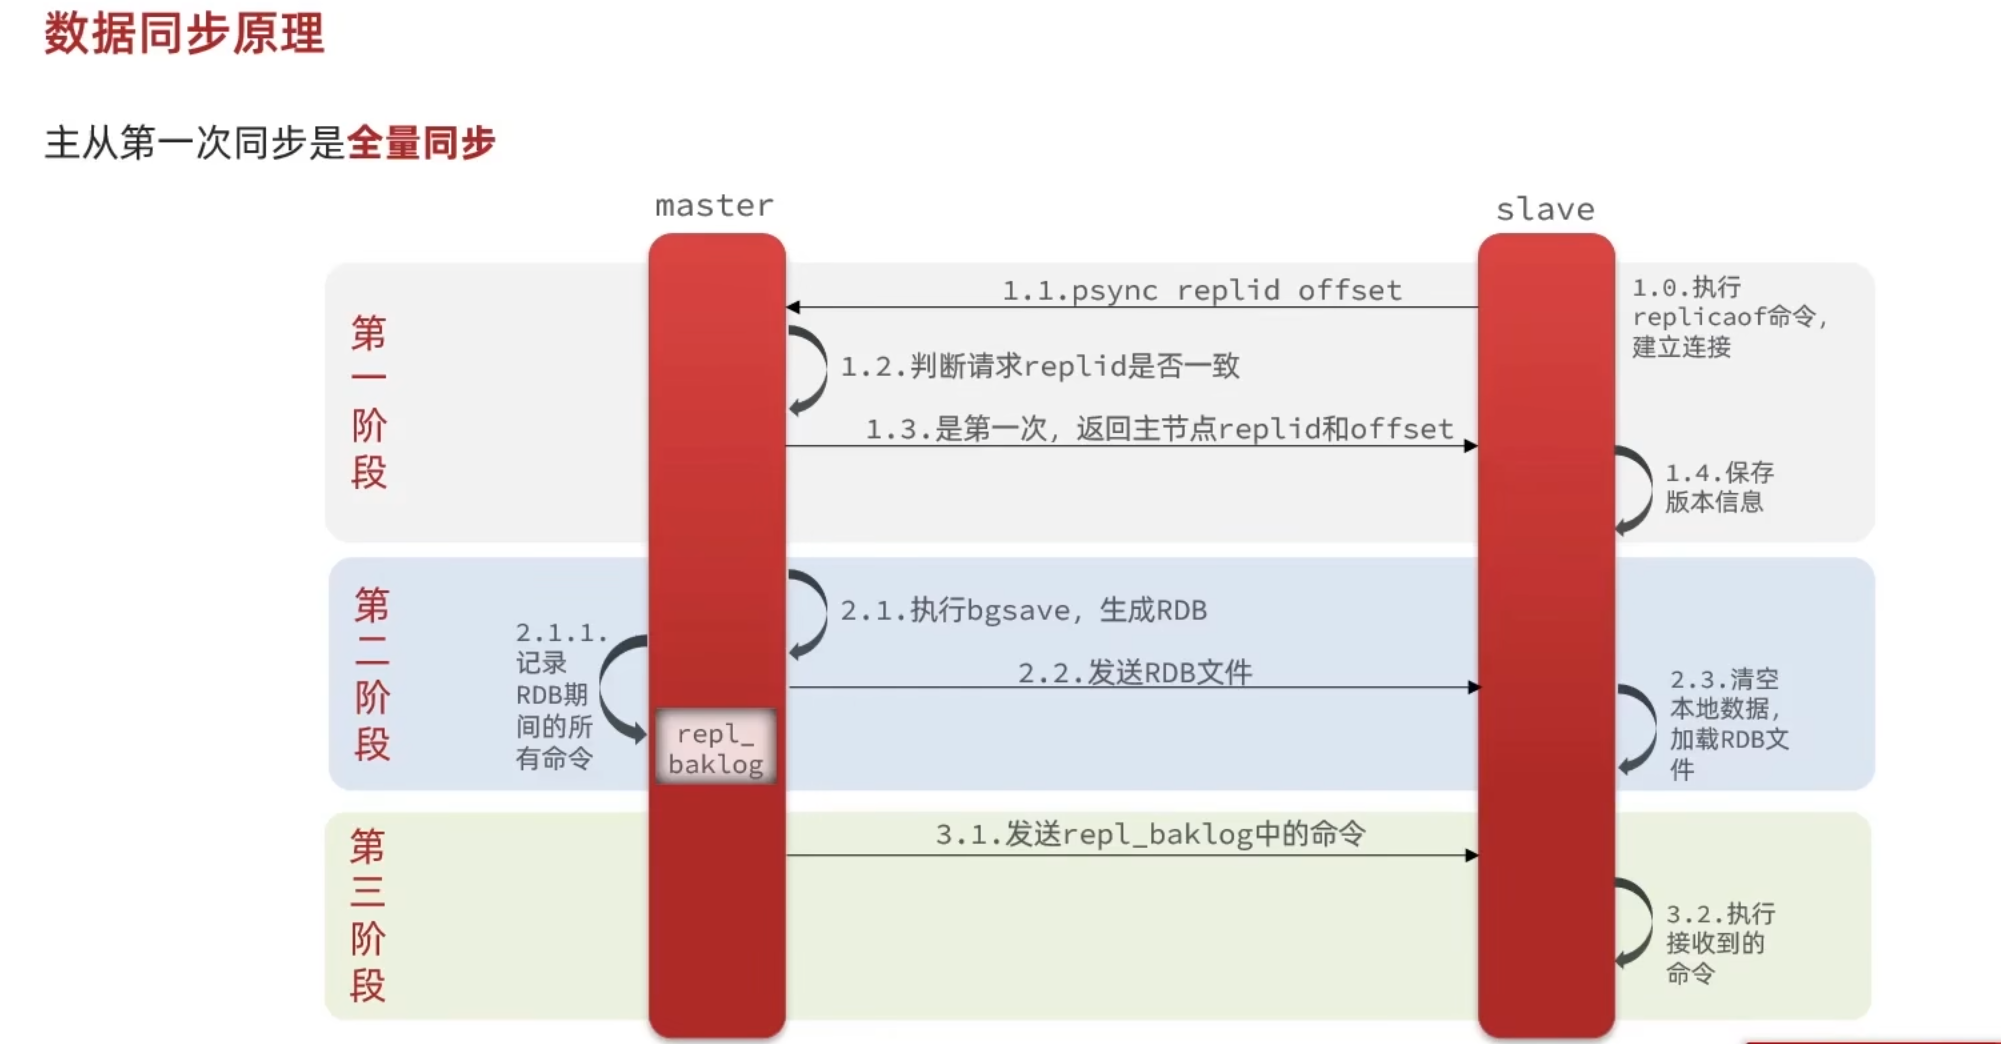 数据同步原理
主从第一次同步是全量同步
master
slave
第一阶段
1.0.执行
replicaof命令，
建立连接
1.1.psync replid offset
1.2.判断请求replid是否一致
1.3.是第一次，返回主节点replid和offset
1.4.保存
版本信息
第二阶段
2.1.执行bgsave，生成RDB
2.1.1.
记录
RDB期
间的所
有命令
2.2.发送RDB文件
repl_
baklog
2.3.清空
本地数据，
加载RDB文
件
第三阶段
3.1.发送repl_baklog中的命令
3.2.执行
接收到的
命令